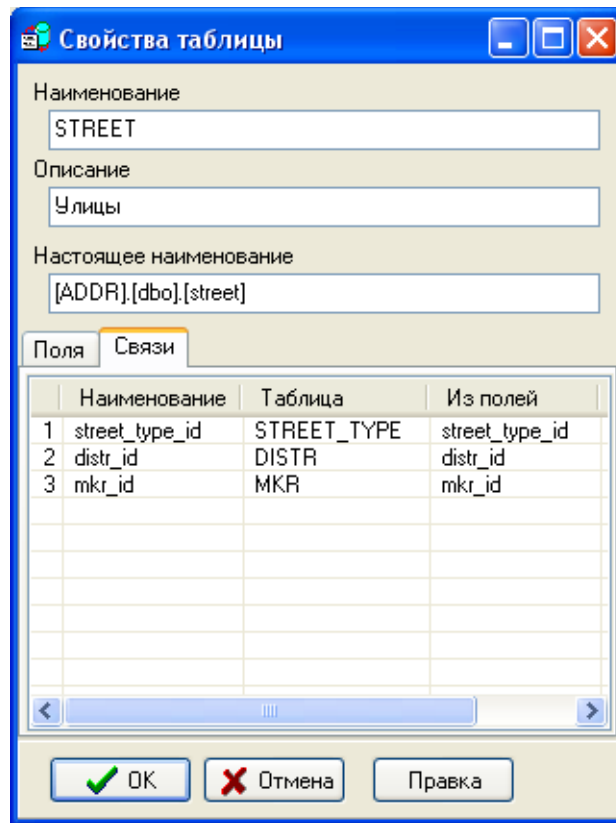 Свойства таблицы
Наименование
STREET
Описание
Улицы
Настоящее наименование
[ADDR].[dbo].[street]
Поля Связи
Наименование Таблица Из полей
1 street_type_id STREET_TYPE street_type_id
2 distr_id DISTR distr_id
3 mkr_id MKR mkr_id
OK Отмена Правка